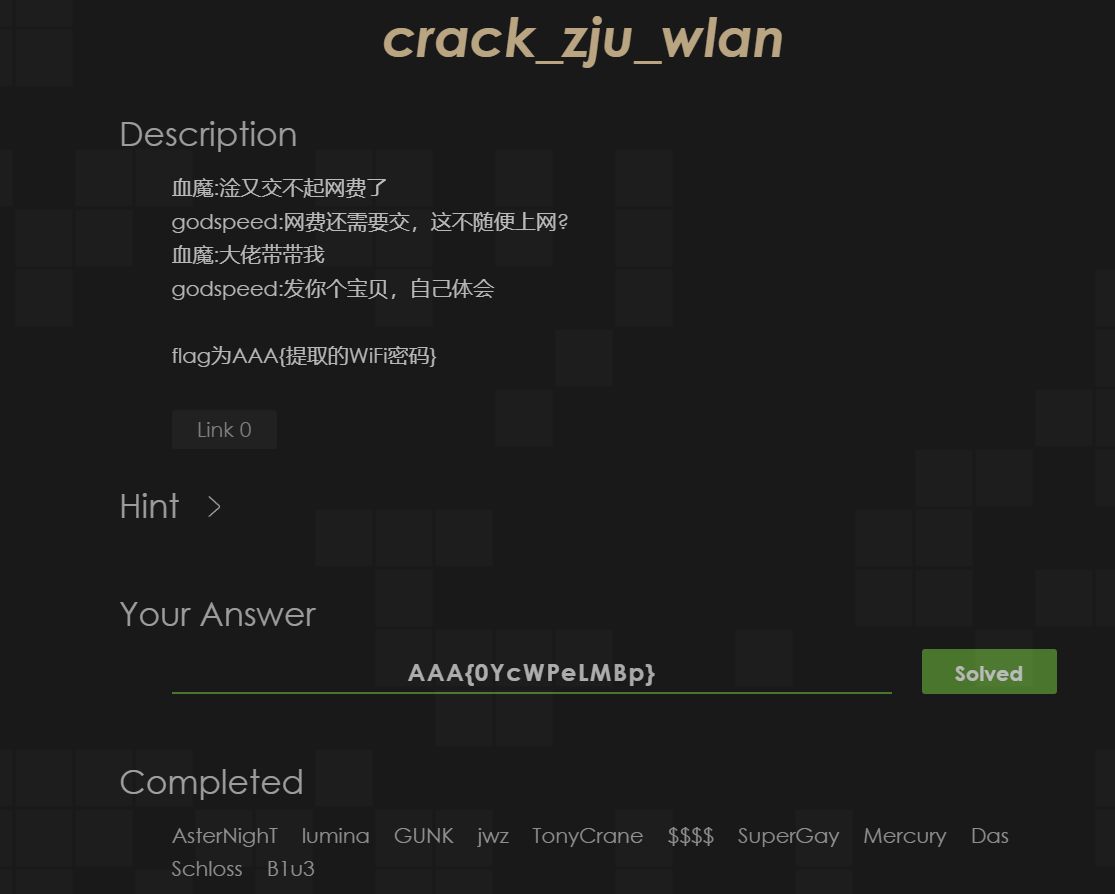 crack_zju_wlan
Description
血魔:淦又交不起网费了
godspeed:网费还需要交，这不随便上网?
血魔:大佬带带我
godspeed:发你个宝贝，自己体会
flag为AAA{提取的WiFi密码}
Link 0
Hint >
Your Answer
AAA{0YcWPeLMBp}
Solved
Completed
AsterNighT lumina GUNK jwz TonyCrane $$$$ SuperGay Mercury Das
Schloss B1u3